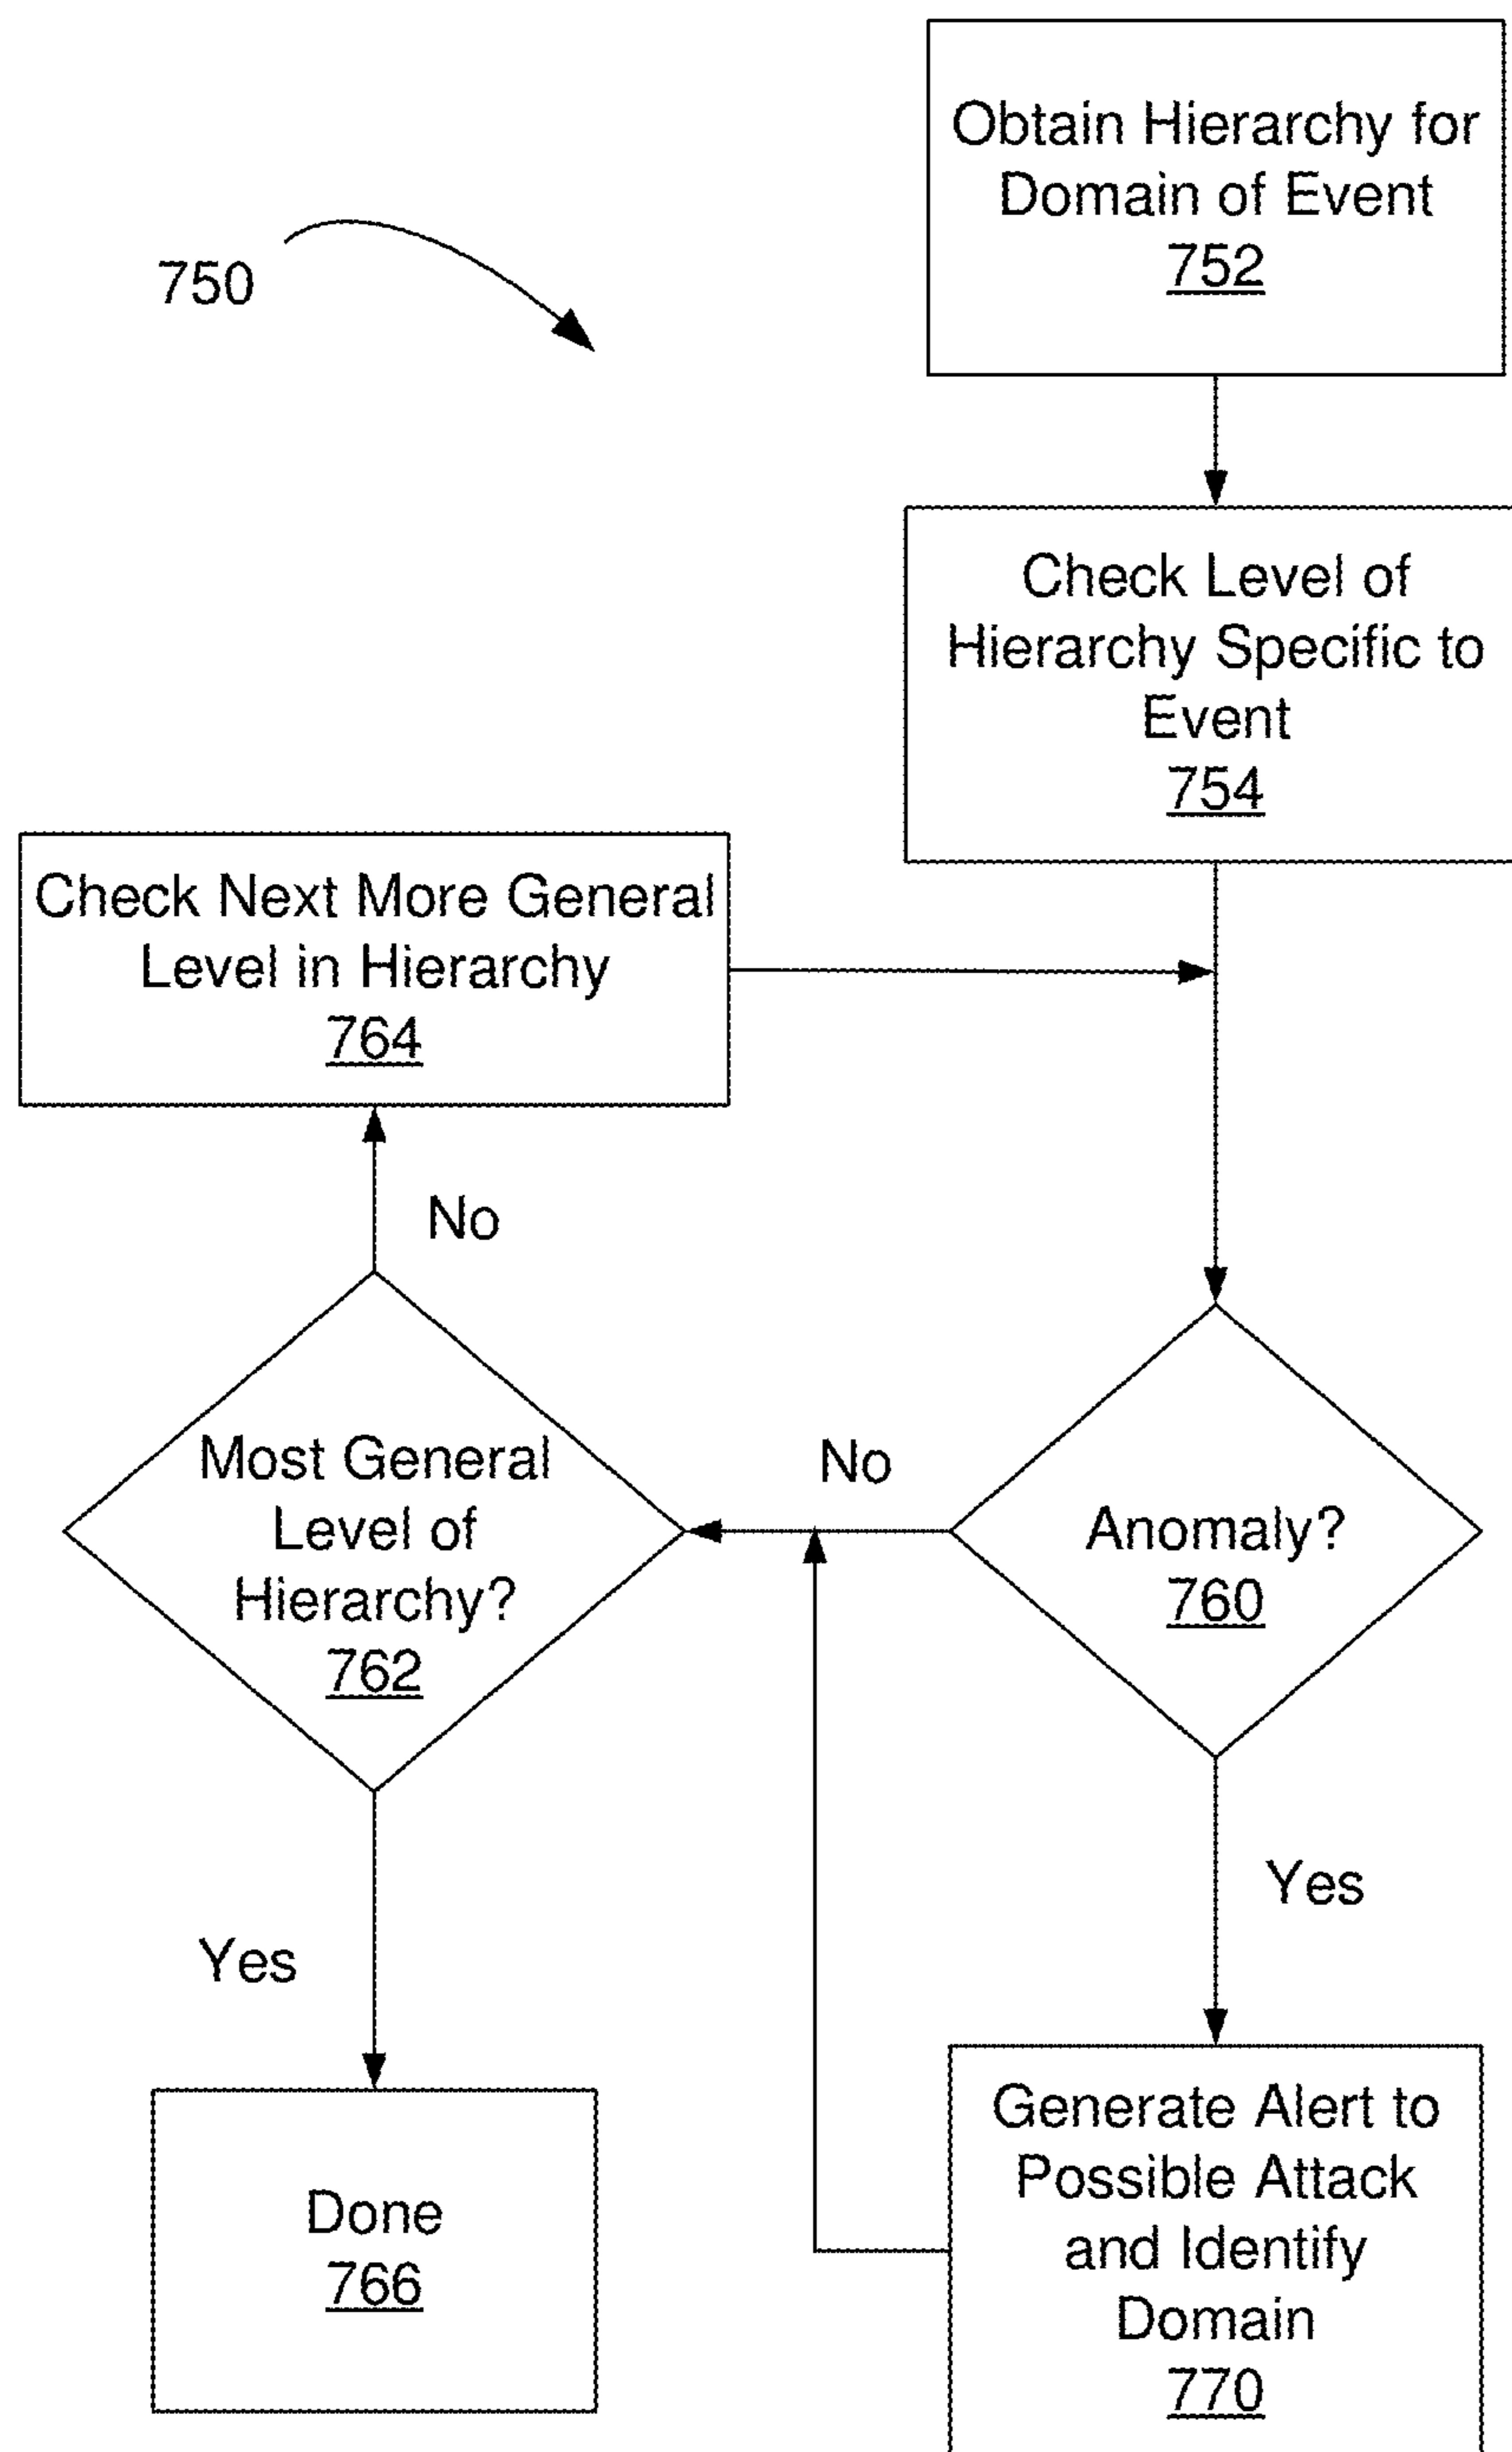 Obtain Hierarchy for
Domain of Event
752
750
Check Level of
Hierarchy Specific to
Event
754
Check Next More General
Level in Hierarchy
764
No
Most General
Level of
Hierarchy?
762
No
Anomaly?
760
Yes
Yes
Done
766
Generate Alert to
Possible Attack
and Identify
Domain
770